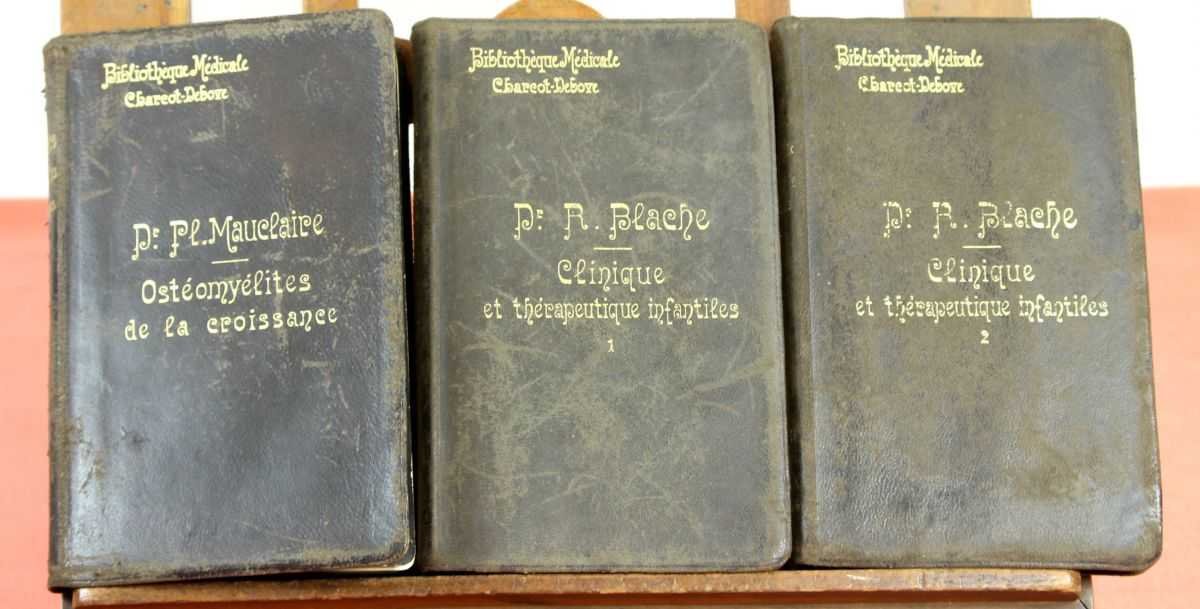 Bibliothèque Médicale
Charcot-Debove
Dr Pl. Mauclaire
Ostéomyélites
de la croissance
Bibliothèque Médicale
Charcot-Debove
Dr R. Blache
Clinique
et thérapeutique infantiles
1
Bibliothèque Médicale
Charcot-Debove
Dr R. Blache
Clinique
et thérapeutique infantiles
2